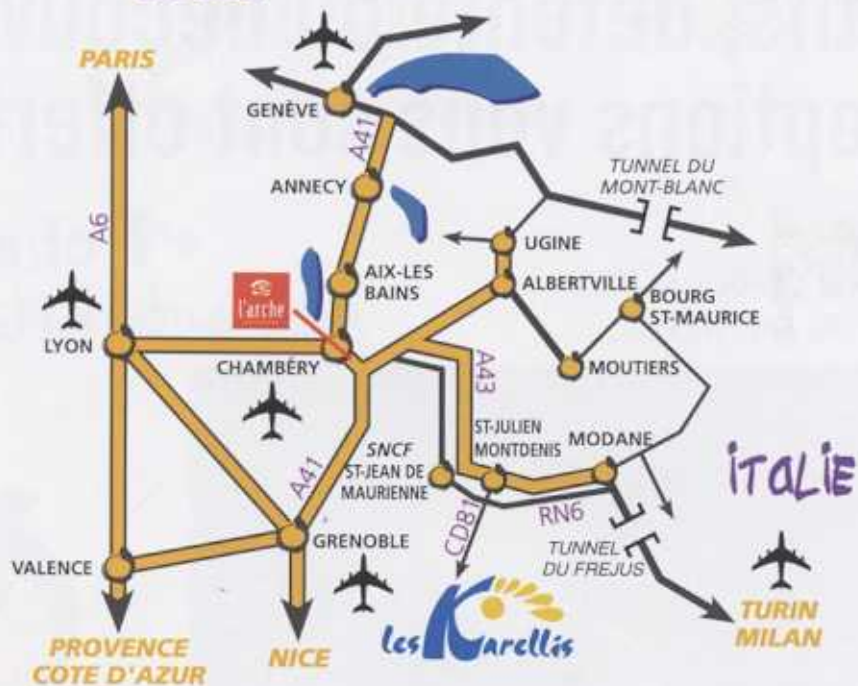 PARIS
GENÈVE
A41
ANNECY
TUNNEL DU
MONT-BLANC
A6
UGINE
AIX-LES
BAINS
ALBERTVILLE
l'arche
BOURG
ST-MAURICE
LYON
CHAMBÉRY
MOUTIERS
A43
ST-JULIEN
MONTDENIS
MODANE
SNCF
ST-JEAN DE
MAURIENNE
A41
ITALIE
CD81
RN6
GRENOBLE
TUNNEL
DU FREJUS
VALENCE
les Karellis
TURIN
MILAN
PROVENCE
COTE D'AZUR
NICE